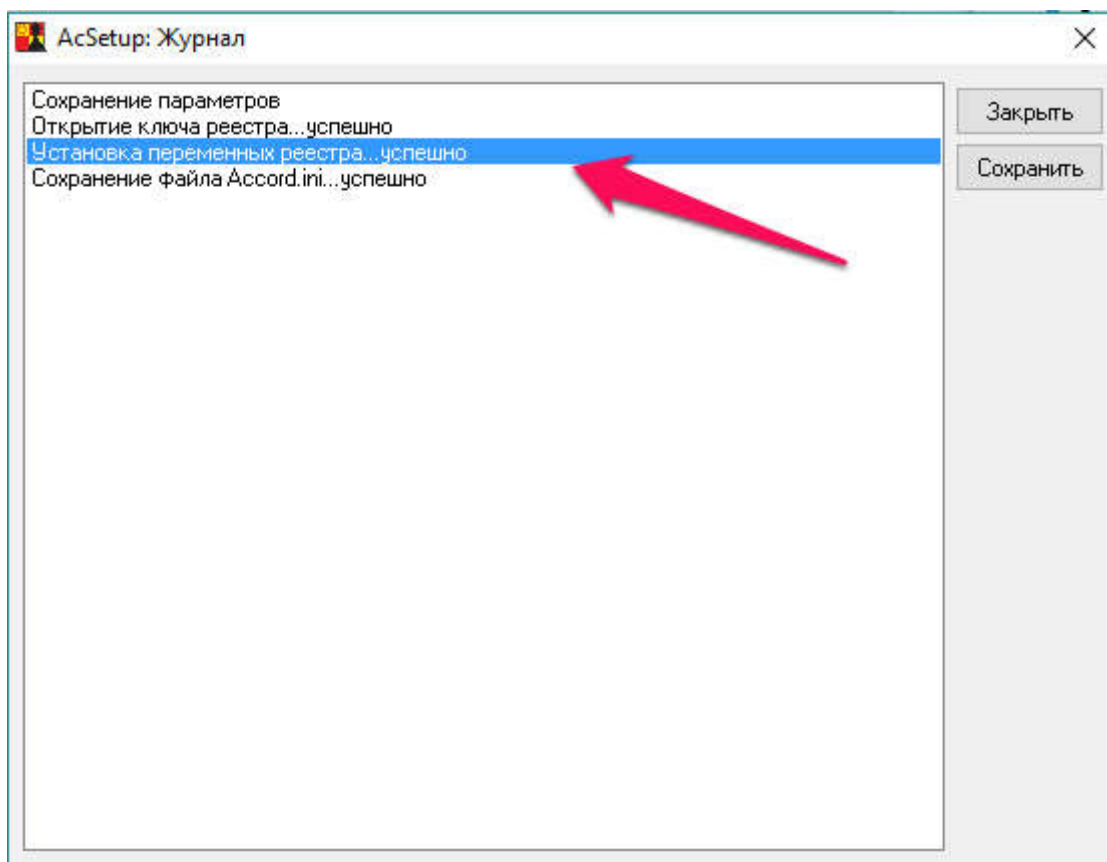 AcSetup: Журнал
Сохранение параметров
Открытие ключа реестра...успешно
Установка переменных реестра...успешно
Сохранение файла Accord.ini...успешно
Закрыть
Сохранить